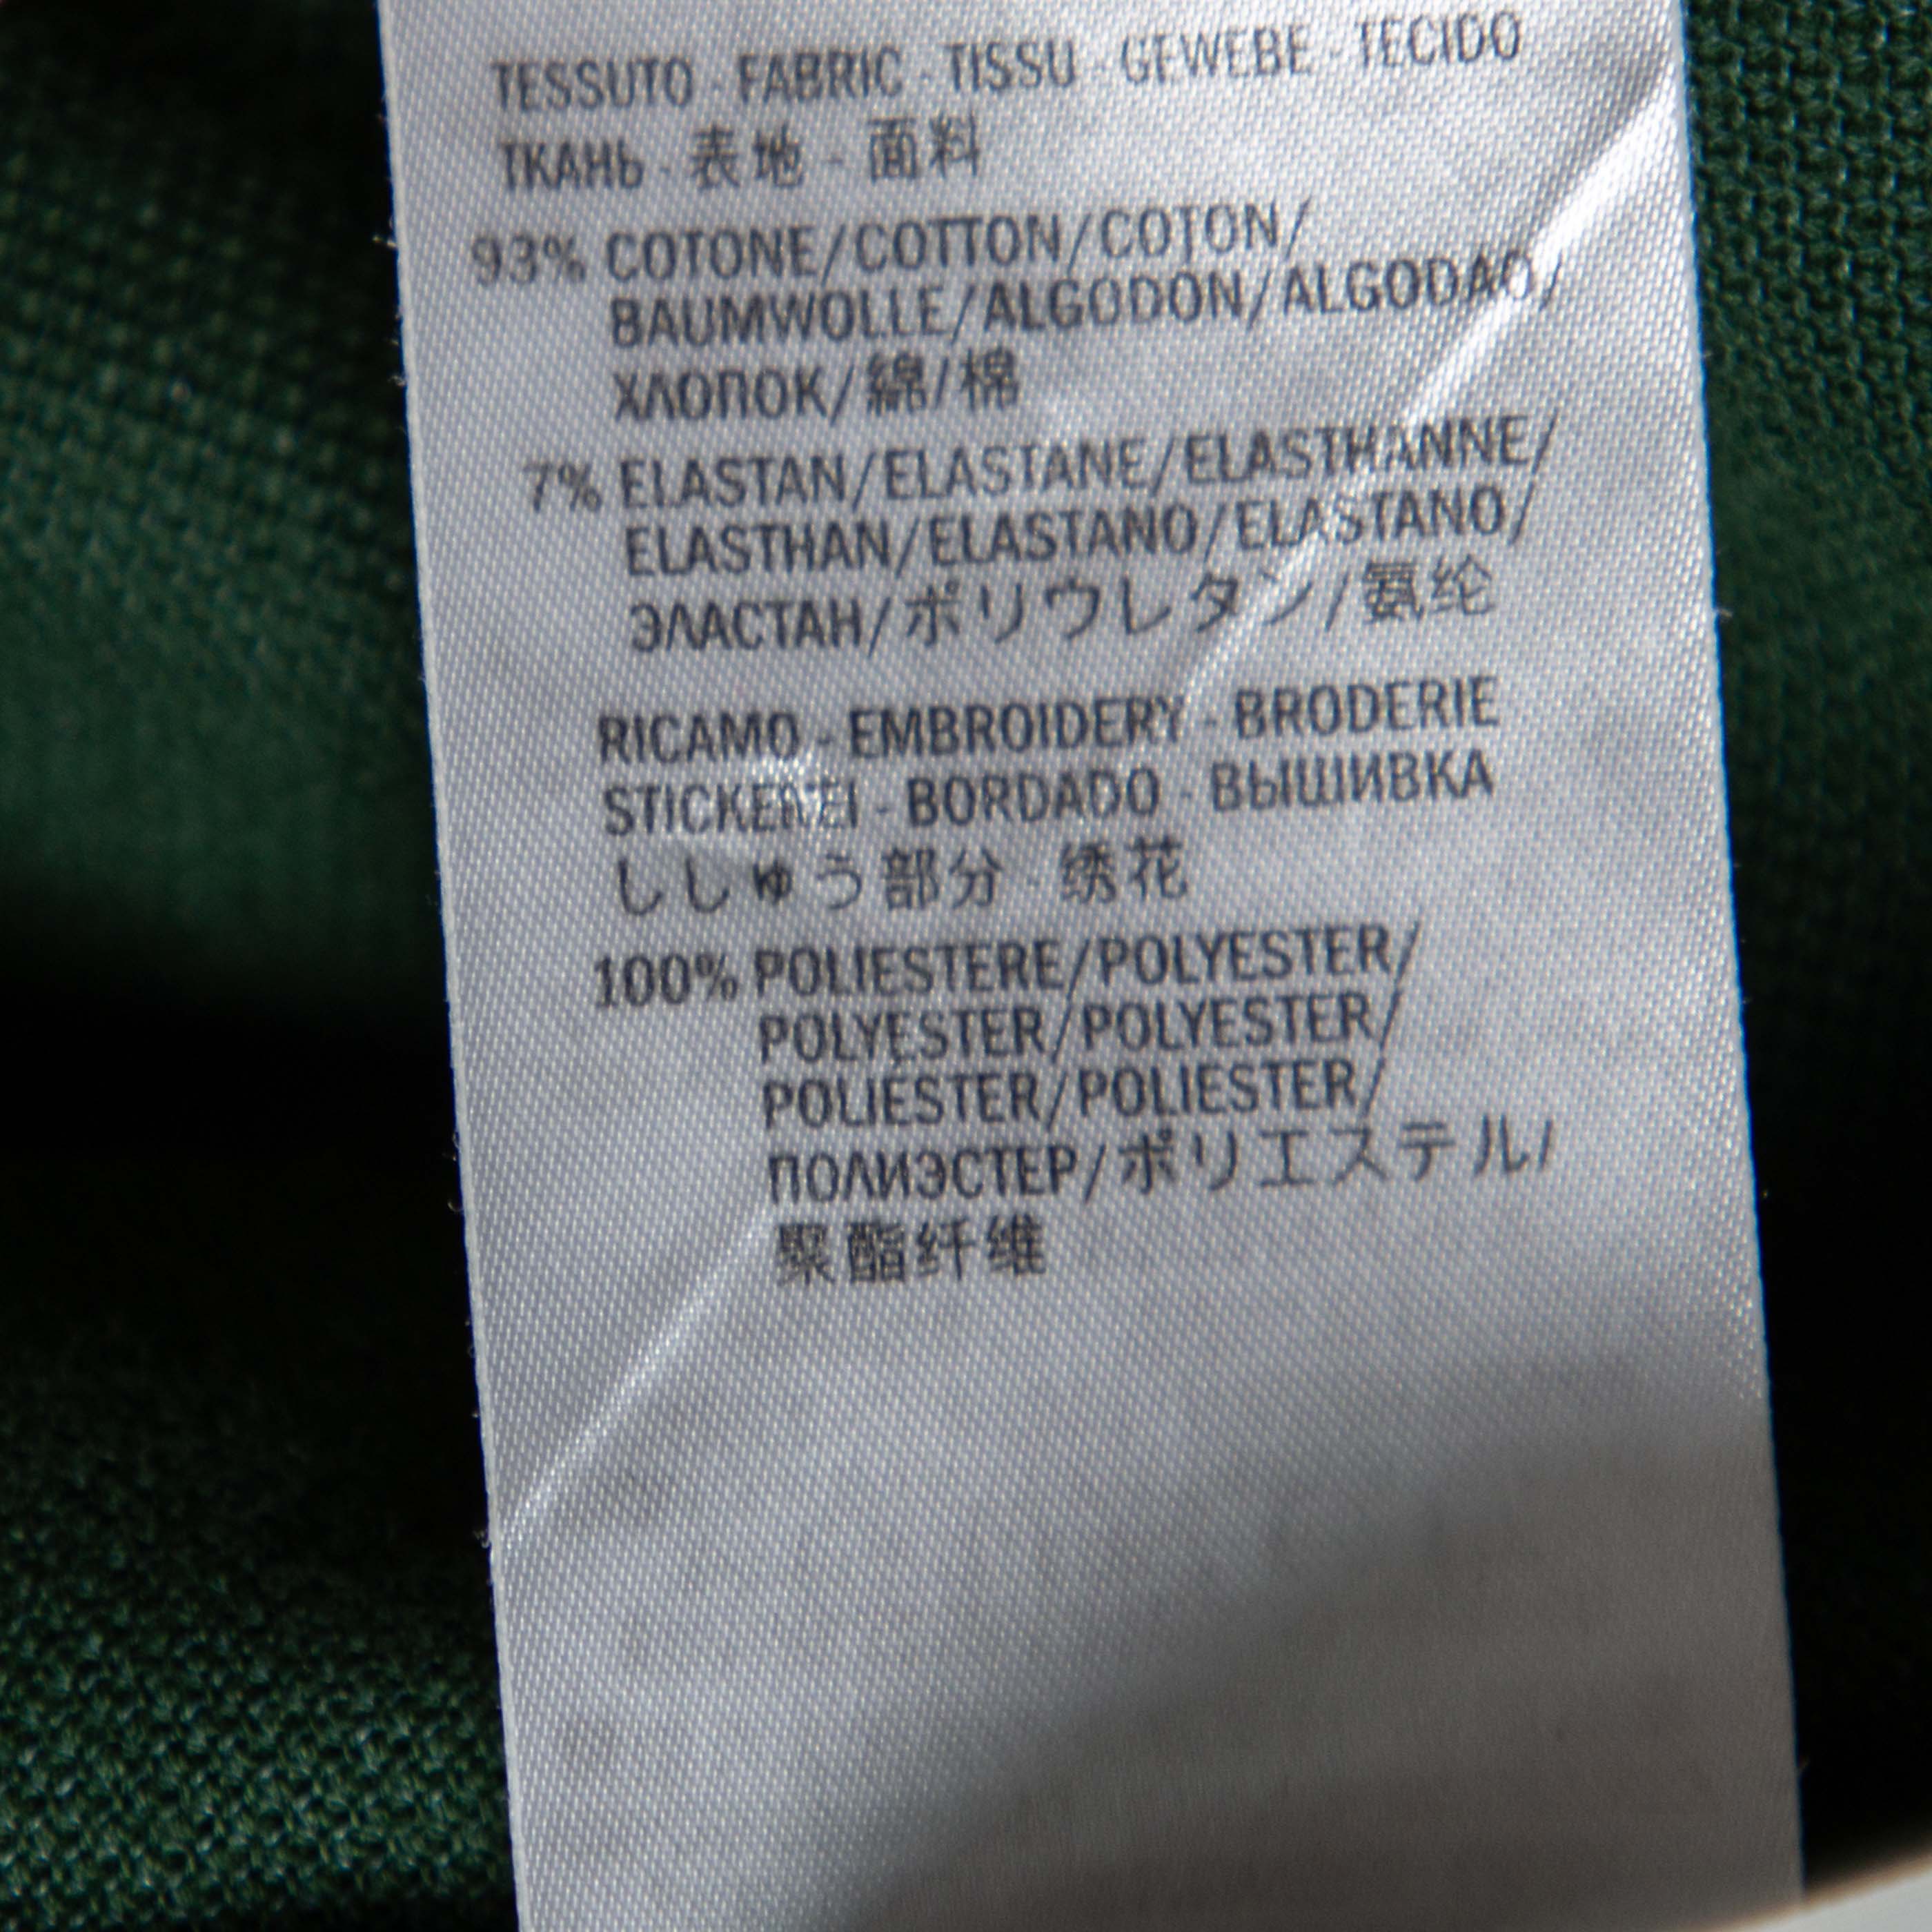 TESSUTO - FABRIC - TISSU - GEWEBE - TECIDO
ТКАНЬ - 表地 - 面料
93% COTONE/COTTON/COTON/
BAUMWOLLE/ALGODON/ALGODAO/
ХЛОПОК/綿/棉
7% ELASTAN/ELASTANE/ELASTHANNE/
ELASTHAN/ELASTANO/ELASTANO/
ЭЛАСТАН/ポリウレタン/氨纶
RICAMO - EMBROIDERY - BRODERIE
STICKEREI - BORDADO - ВЫШИВКА
ししゅう部分 - 绣花
100% POLIESTERE/POLYESTER/
POLYESTER/POLYESTER/
POLIESTER/POLIESTER/
ПОЛИЭСТЕР/ポリエステル/
聚酯纤维